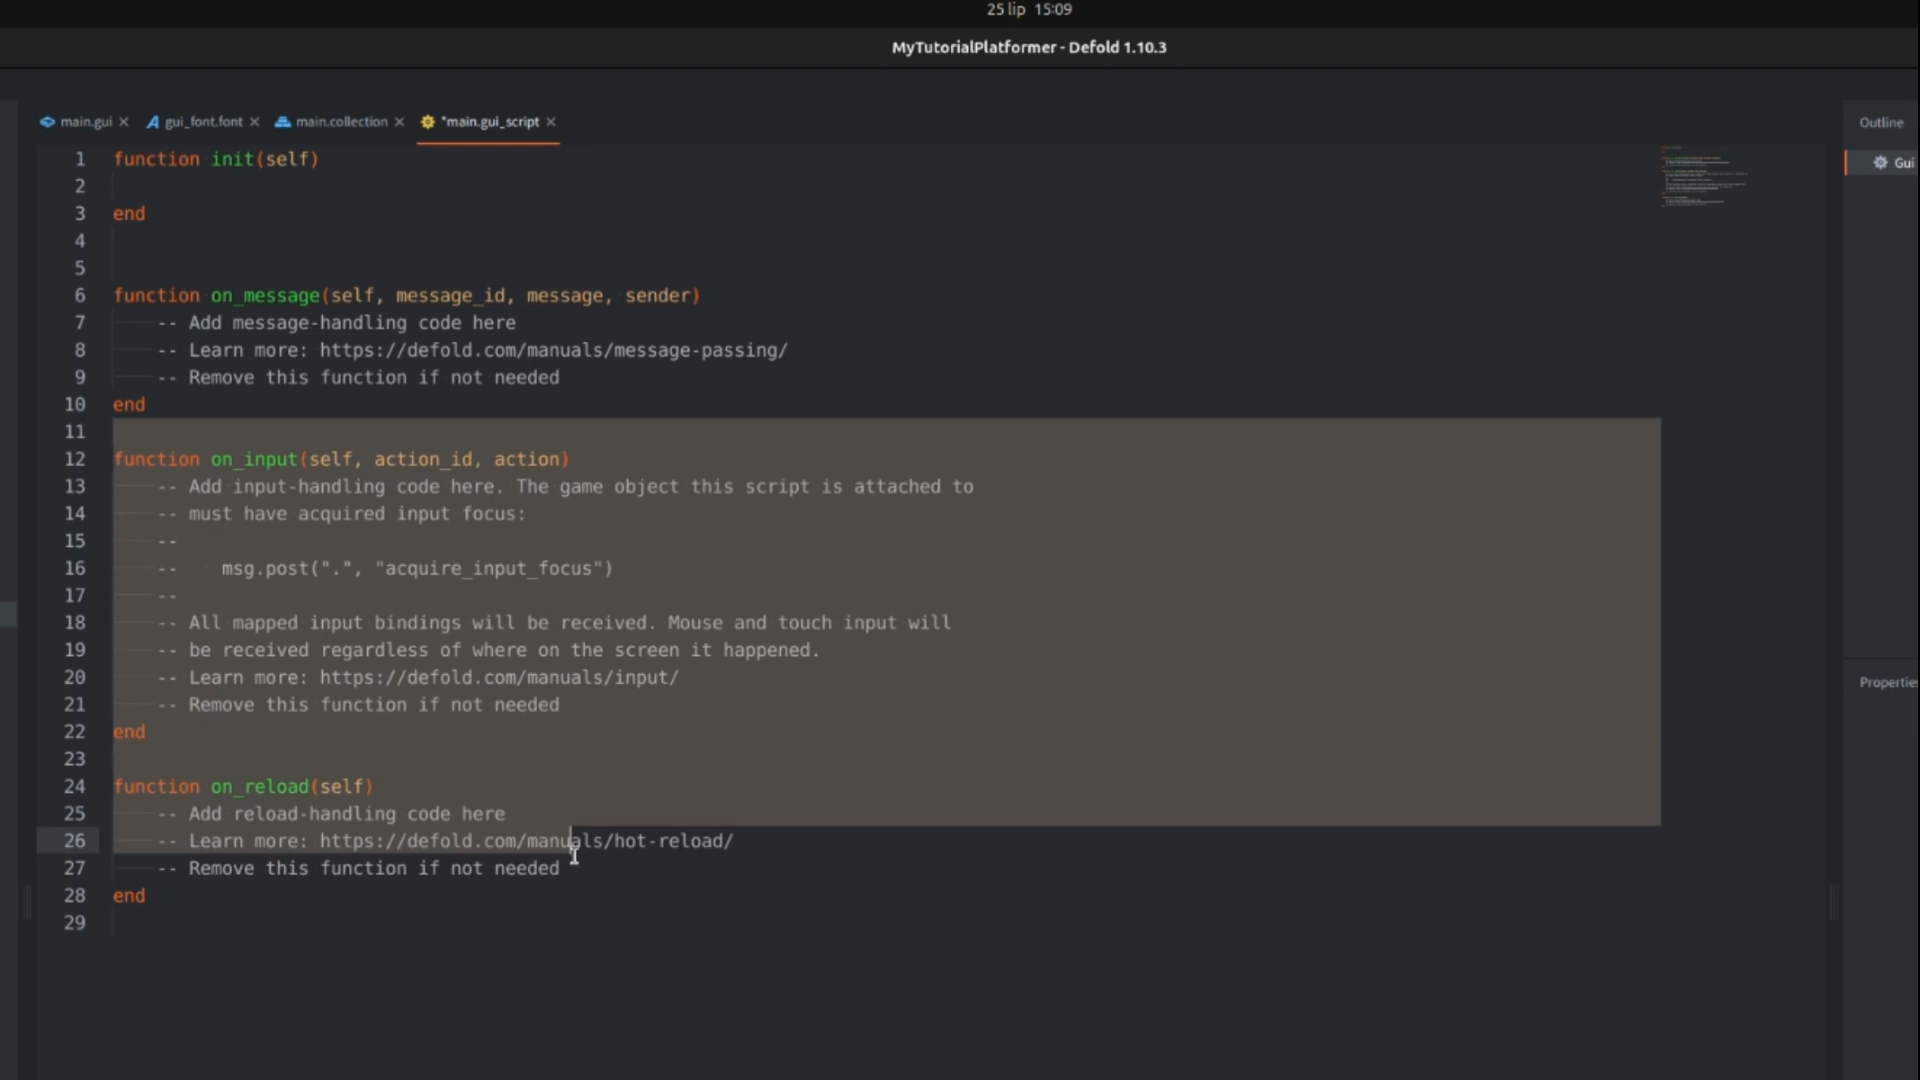 25 lip 15:09
MyTutorialPlatformer - Defold 1.10.3
main.gui
gui_font.font
main.collection
*main.gui_script
Outline
Gui
1 function init(self)
2
3 end
4
5
6 function on_message(self, message_id, message, sender)
7 -- Add message-handling code here
8 -- Learn more: https://defold.com/manuals/message-passing/
9 -- Remove this function if not needed
10 end
11
12 function on_input(self, action_id, action)
13 -- Add input-handling code here. The game object this script is attached to
14 -- must have acquired input focus:
15 --
16 -- msg.post(".", "acquire_input_focus")
17 --
18 -- All mapped input bindings will be received. Mouse and touch input will
19 -- be received regardless of where on the screen it happened.
20 -- Learn more: https://defold.com/manuals/input/
21 -- Remove this function if not needed
22 end
23
24 function on_reload(self)
25 -- Add reload-handling code here
26 -- Learn more: https://defold.com/manuals/hot-reload/
27 -- Remove this function if not needed
28 end
29
Propertie